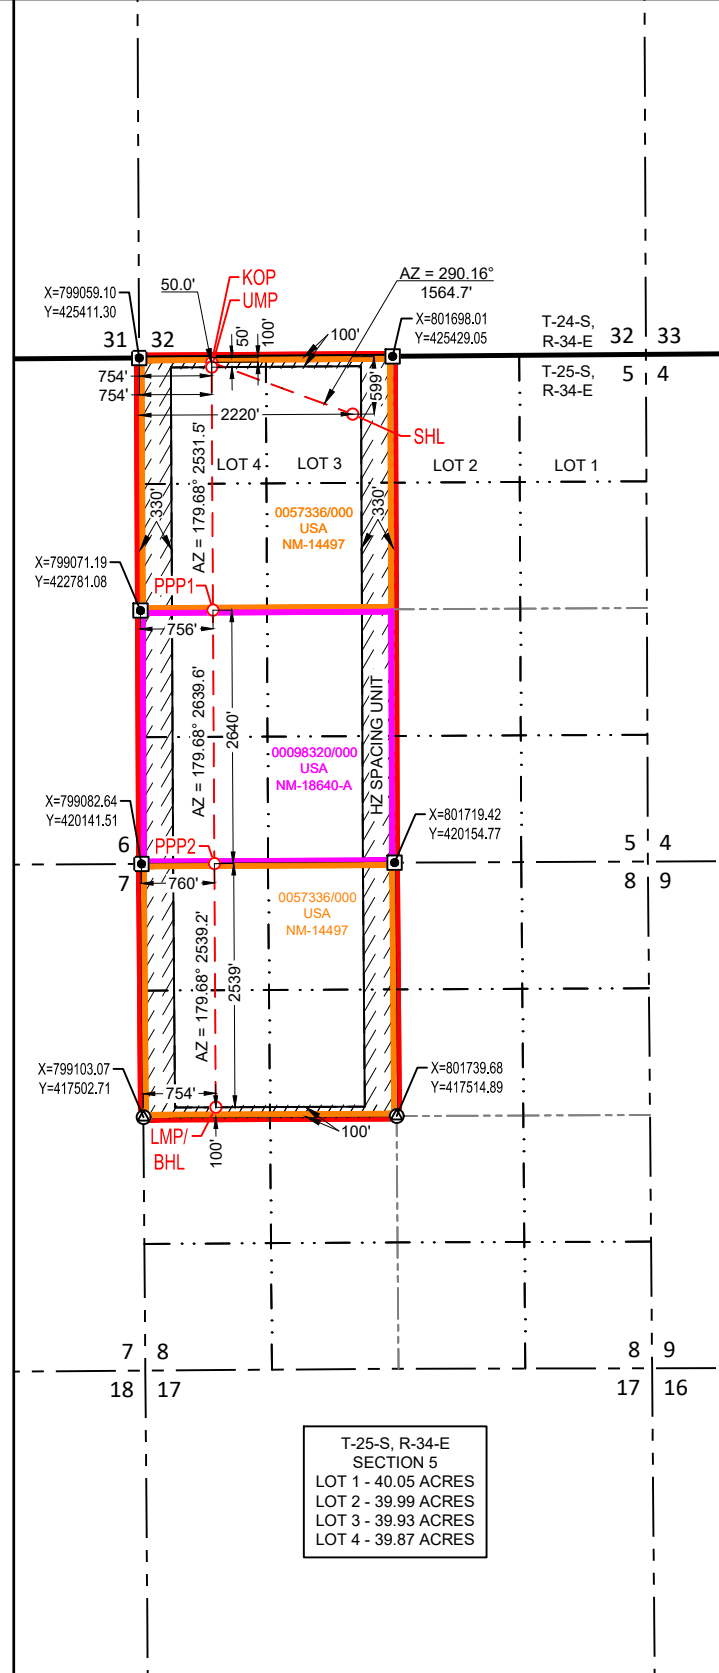 KOP
UMP
50.0'
AZ = 290.16°
1564.7'
X=799059.10
Y=425411.30
50'
100'
100'
X=801698.01
Y=425429.05
T-24-S,
R-34-E
31 32
32 33
T-25-S,
R-34-E
5 4
754'
754'
599'
2220'
SHL
LOT 4
LOT 3
LOT 2
LOT 1
AZ = 179.68° 2531.5'
330'
330'
0057336/000
USA
NM-14497
X=799071.19
Y=422781.08
PPP1
756'
AZ = 179.68° 2639.6'
2640'
HZ SPACING UNIT
00098320/000
USA
NM-18640-A
X=799082.64
Y=420141.51
X=801719.42
Y=420154.77
6
PPP2
5 4
7
760'
8 9
0057336/000
USA
NM-14497
AZ = 179.68° 2539.2'
2539'
X=799103.07
Y=417502.71
X=801739.68
Y=417514.89
754'
LMP/
BHL
100'
100'
7 8
8 9
18 17
17 16
T-25-S, R-34-E
SECTION 5
LOT 1 - 40.05 ACRES
LOT 2 - 39.99 ACRES
LOT 3 - 39.93 ACRES
LOT 4 - 39.87 ACRES